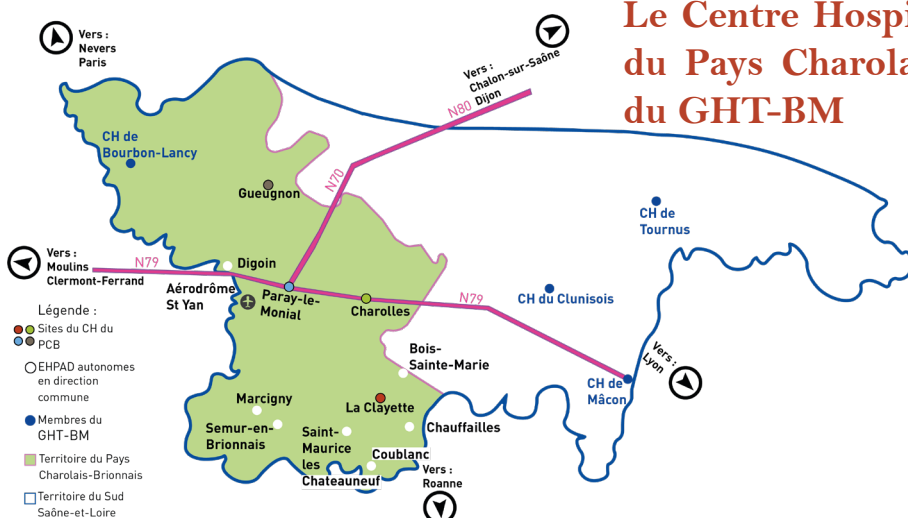 Le Centre Hospi
du Pays Charola
du GHT-BM
Vers :
Nevers
Paris
Vers :
Chalon-sur-Saône
Dijon
N80
N70
CH de
Bourbon-Lancy
Gueugnon
CH de
Tournus
Vers :
Moulins
Clermont-Ferrand
N79
Digoin
Aérodrôme
St Yan
Paray-le-
Monial
Charolles
N79
CH du Clunisois
Légende :
Sites du CH du
PCB
EHPAD autonomes
en direction
commune
Membres du
GHT-BM
Territoire du Pays
Charolais-Brionnais
Territoire du Sud
Saône-et-Loire
Bois-
Sainte-Marie
Vers :
Lyon
CH de
Mâcon
Marcigny
La Clayette
Semur-en-
Brionnais
Saint-
Maurice
les
Chateauneuf
Chauffailles
Coublanc
Vers :
Roanne